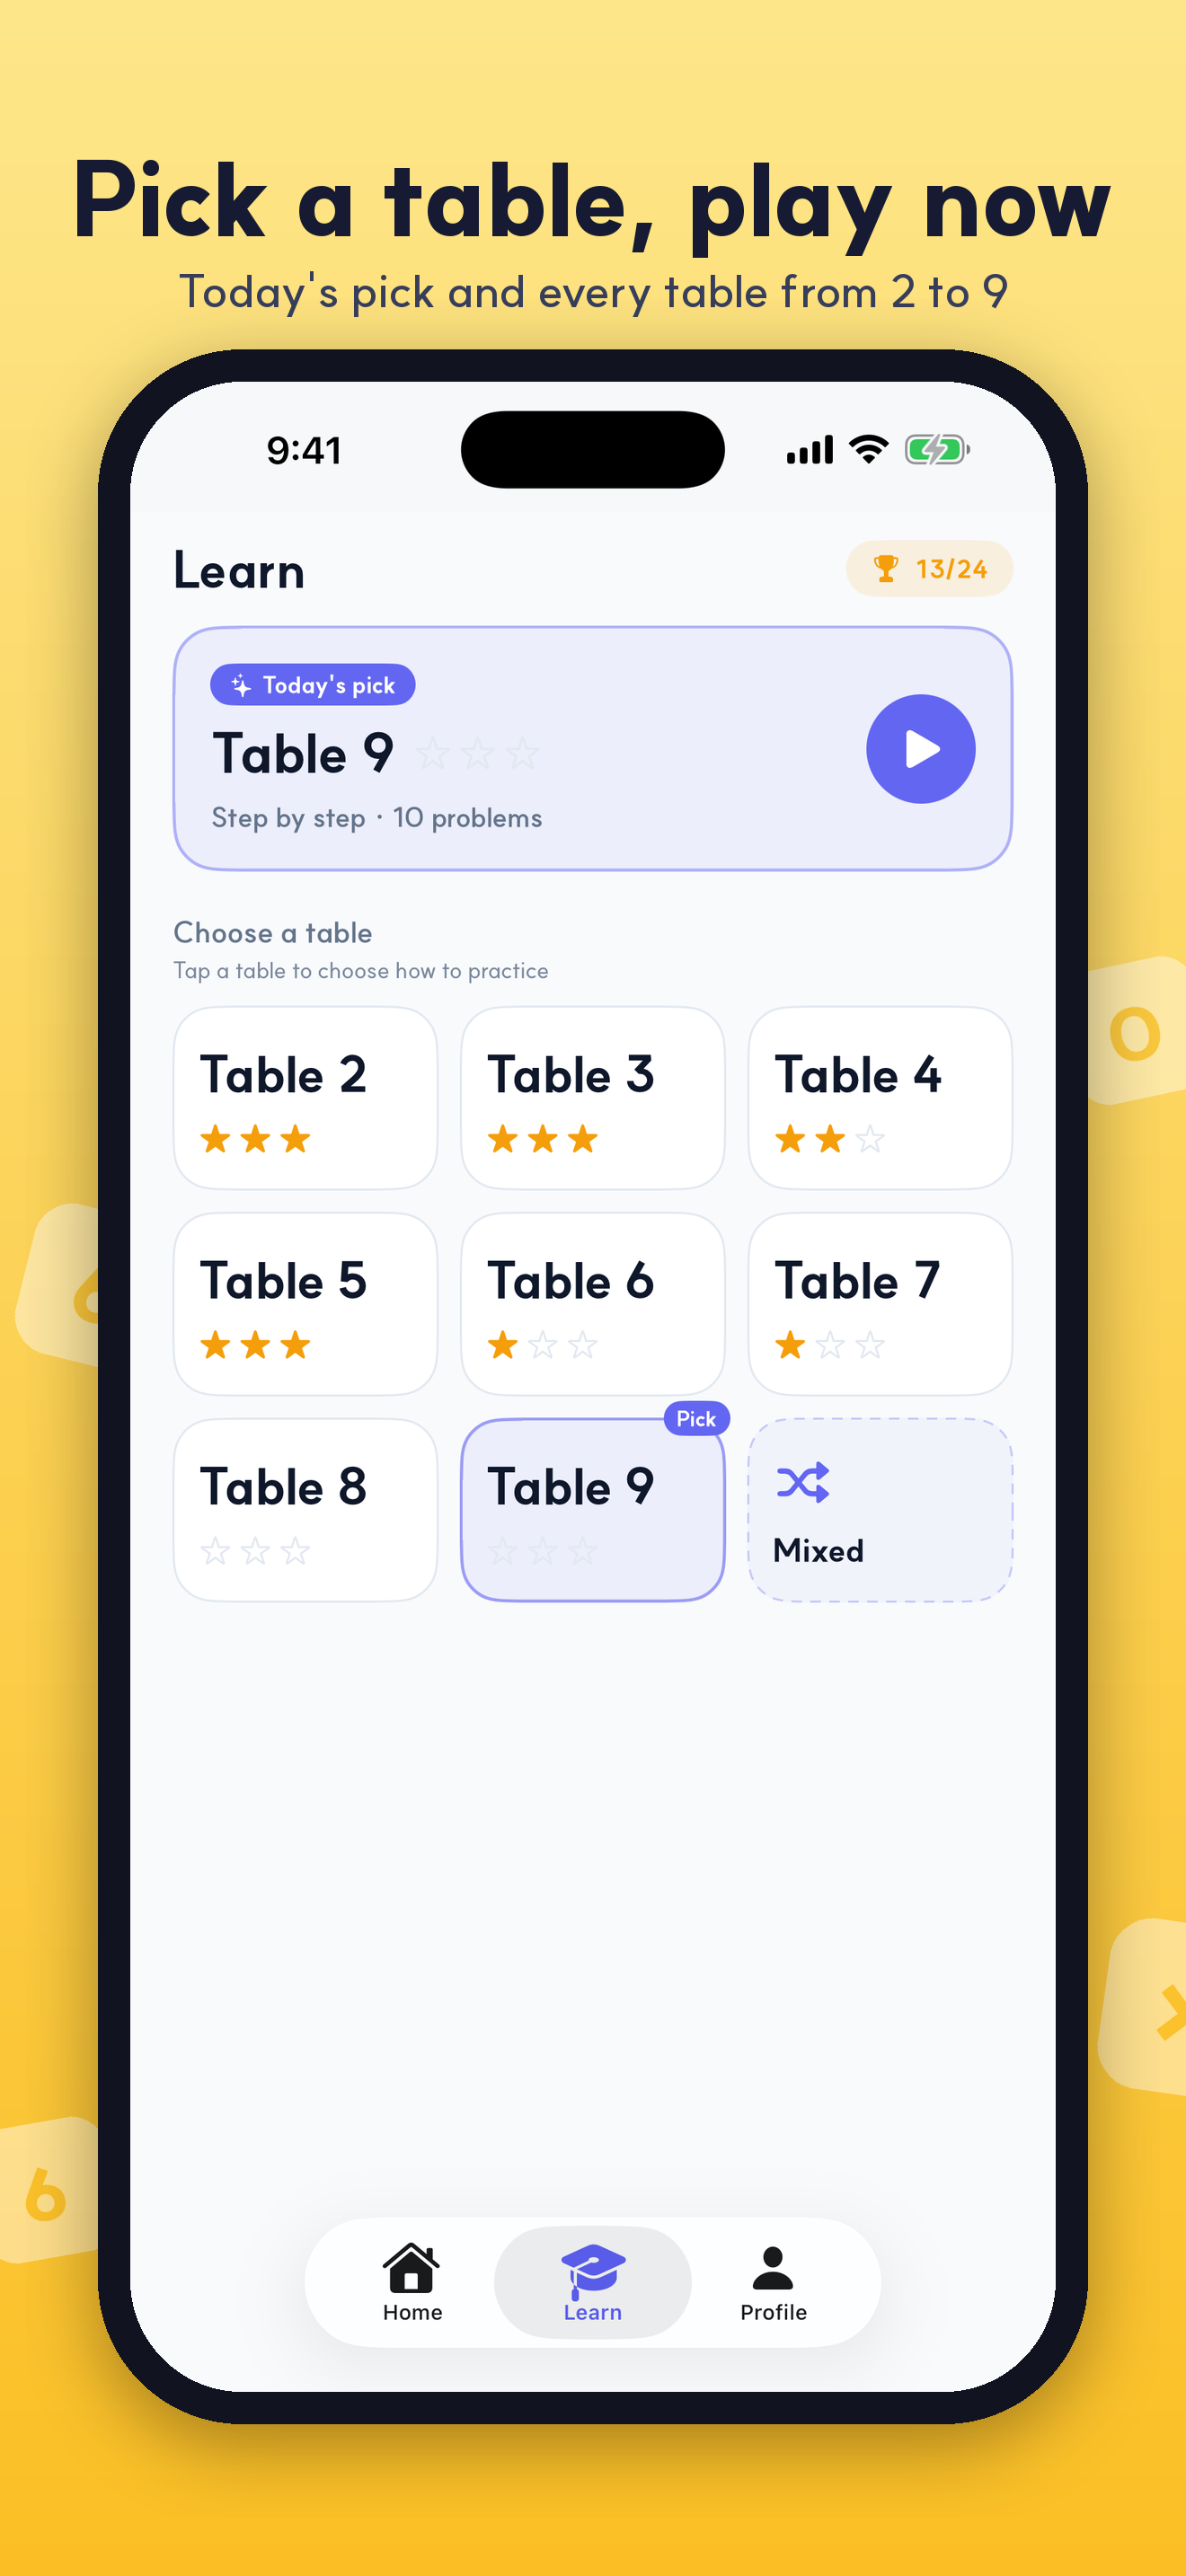 Pick a table, play now
Today's pick and every table from 2 to 9
9:41
Learn
13/24
Today's pick
Table 9
Step by step · 10 problems
Choose a table
Tap a table to choose how to practice
Table 2
Table 3
Table 4
Table 5
Table 6
Table 7
Pick
Table 8
Table 9
Mixed
0
6
Home
Learn
Profile